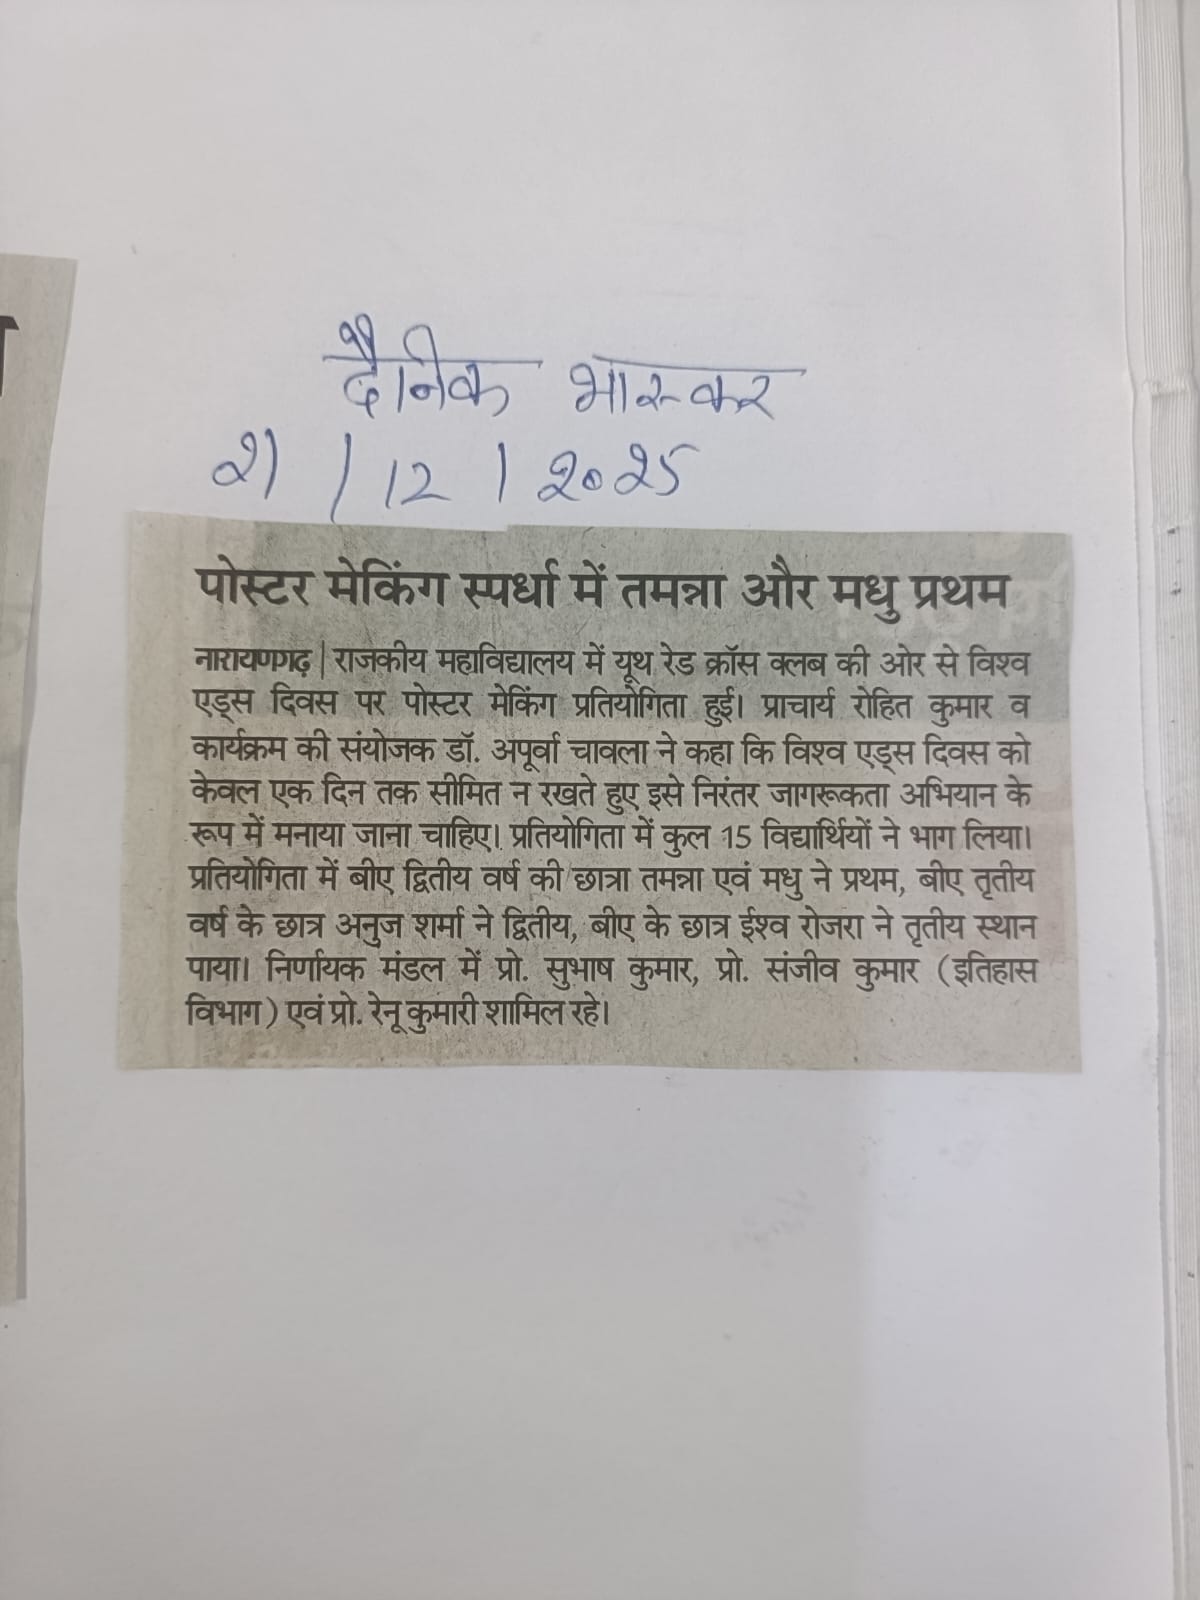 दैनिक भास्कर
21 / 12 / 2025
पोस्टर मेकिंग स्पर्धा में तमन्ना और मधु प्रथम
नारायणगढ़ | राजकीय महाविद्यालय में यूथ रेड क्रॉस क्लब की ओर से विश्व
एड्स दिवस पर पोस्टर मेकिंग प्रतियोगिता हुई। प्राचार्य रोहित कुमार व
कार्यक्रम की संयोजक डॉ. अपूर्वा चावला ने कहा कि विश्व एड्स दिवस को
केवल एक दिन तक सीमित न रखते हुए इसे निरंतर जागरूकता अभियान के
रूप में मनाया जाना चाहिए। प्रतियोगिता में कुल 15 विद्यार्थियों ने भाग लिया।
प्रतियोगिता में बीए द्वितीय वर्ष की छात्रा तमन्ना एवं मधु ने प्रथम, बीए तृतीय
वर्ष के छात्र अनुज शर्मा ने द्वितीय, बीए के छात्र ईश्व रोजरा ने तृतीय स्थान
पाया। निर्णायक मंडल में प्रो. सुभाष कुमार, प्रो. संजीव कुमार (इतिहास
विभाग) एवं प्रो. रेनू कुमारी शामिल रहे।